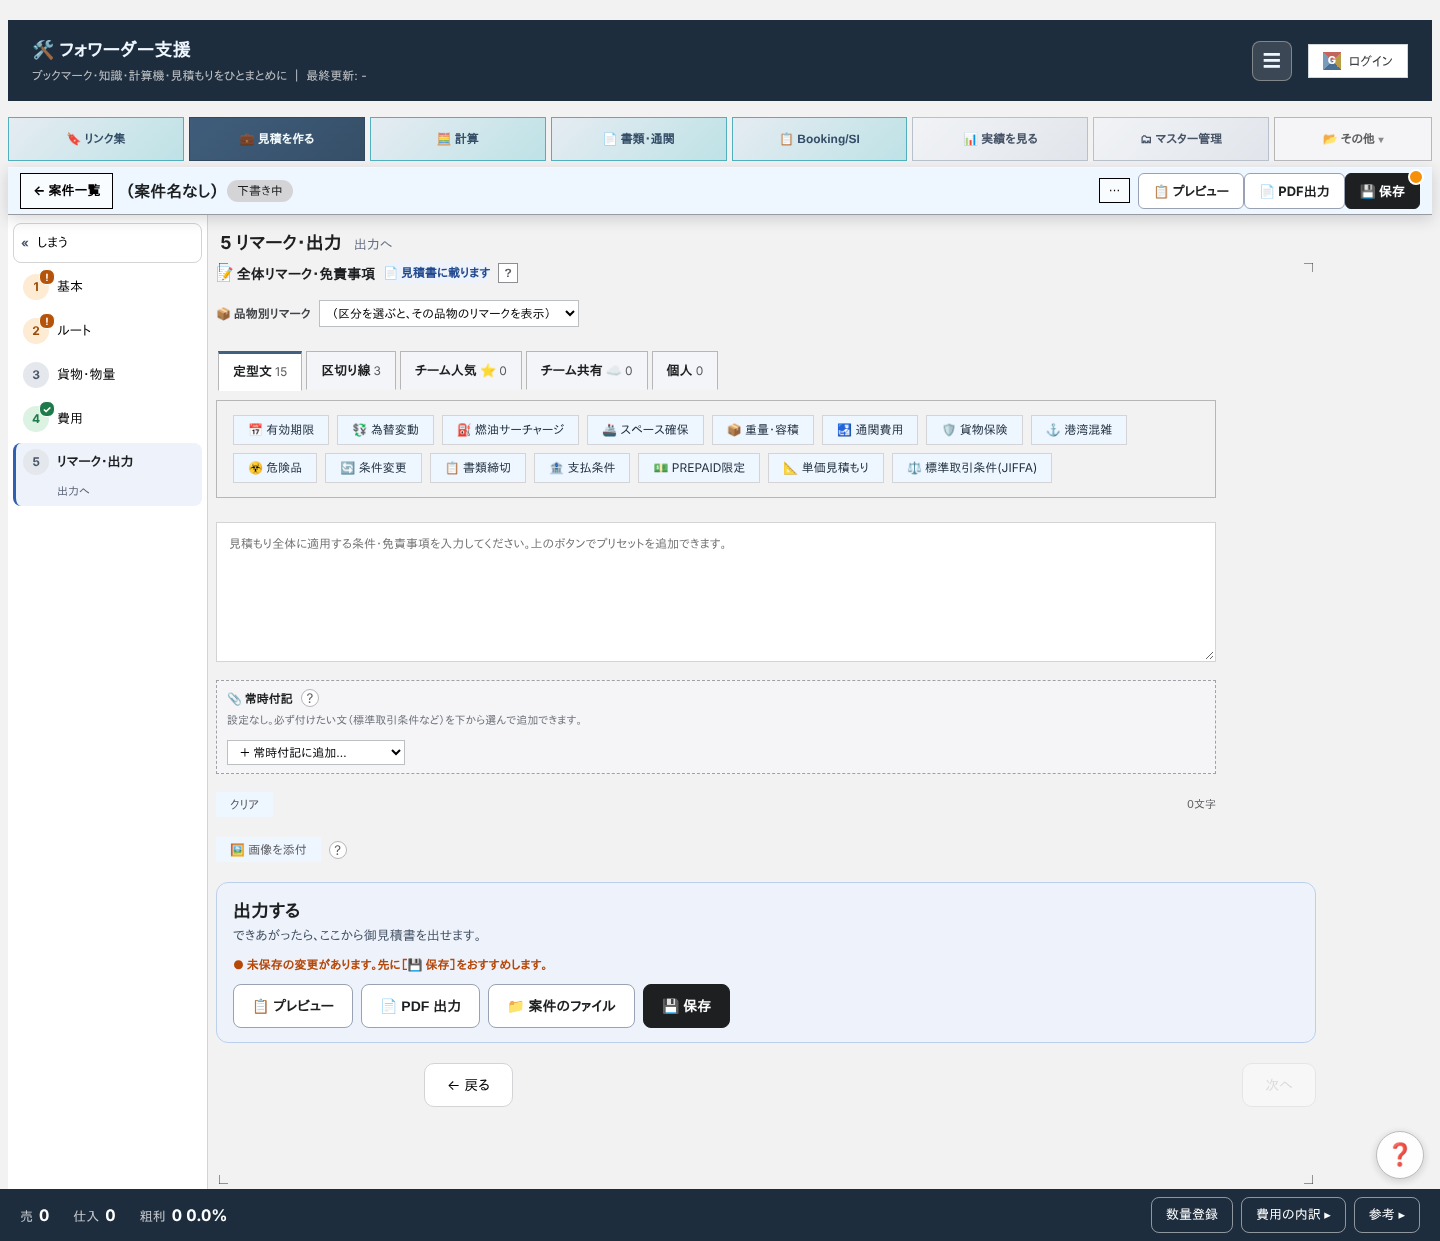 🛠️ フォワーダー支援
ブックマーク・知識・計算機・見積もりをひとまとめに ｜ 最終更新: -
☰
G ログイン
🔖 リンク集
💼 見積を作る
🧮 計算
📄 書類・通関
📋 Booking/SI
📊 実績を見る
🗂 マスター管理
📂 その他 ▾
← 案件一覧
（案件名なし）
下書き中
…
📋 プレビュー
📄 PDF出力
💾 保存
« しまう
1 ! 基本
2 ! ルート
3 貨物・物量
4 ✓ 費用
5 リマーク・出力
出力へ
5 リマーク・出力 出力へ
📝 全体リマーク・免責事項 📄 見積書に載ります ?
📦 品物別リマーク （区分を選ぶと、その品物のリマークを表示）
定型文 15
区切り線 3
チーム人気 ⭐ 0
チーム共有 ☁️ 0
個人 0
📅 有効期限
💱 為替変動
⛽ 燃油サーチャージ
🚢 スペース確保
📦 重量・容積
🛃 通関費用
🛡️ 貨物保険
⚓ 港湾混雑
☣️ 危険品
🔄 条件変更
📋 書類締切
🏦 支払条件
💵 PREPAID限定
📐 単価見積もり
⚖️ 標準取引条件(JIFFA)
見積もり全体に適用する条件・免責事項を入力してください。上のボタンでプリセットを追加できます。
📎 常時付記 ?
設定なし。必ず付けたい文（標準取引条件など）を下から選んで追加できます。
＋ 常時付記に追加...
クリア
0文字
🖼️ 画像を添付 ?
出力する
できあがったら、ここから御見積書を出せます。
● 未保存の変更があります。先に［💾 保存］をおすすめします。
📋 プレビュー
📄 PDF 出力
📁 案件のファイル
💾 保存
← 戻る
次へ
❓
売 0 仕入 0 粗利 0 0.0%
数量登録
費用の内訳 ▸
参考 ▸